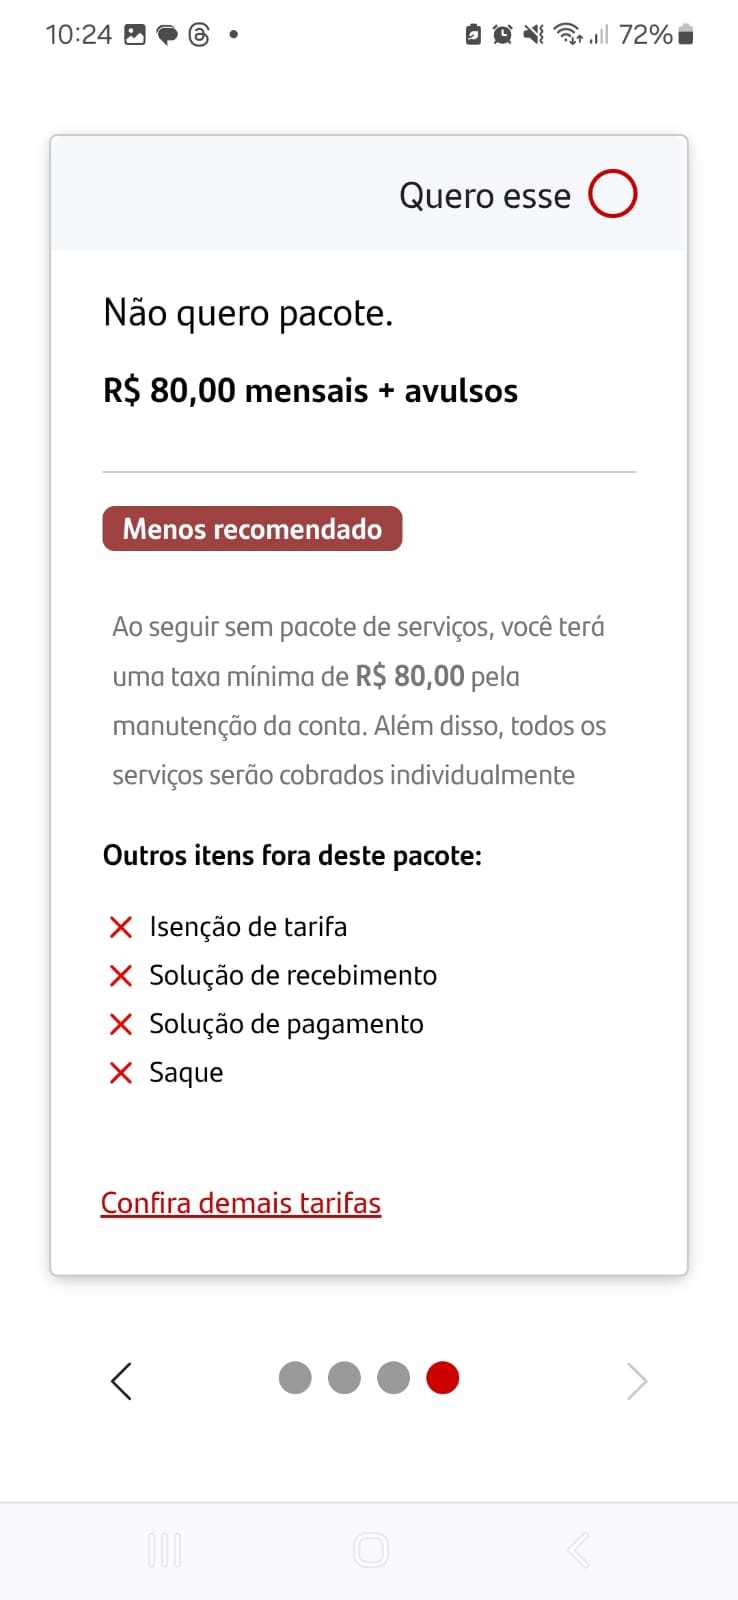 10:24
72%
Quero esse
Não quero pacote.
R$ 80,00 mensais + avulsos
Menos recomendado
Ao seguir sem pacote de serviços, você terá
uma taxa mínima de R$ 80,00 pela
manutenção da conta. Além disso, todos os
serviços serão cobrados individualmente
Outros itens fora deste pacote:
Isenção de tarifa
Solução de recebimento
Solução de pagamento
Saque
Confira demais tarifas